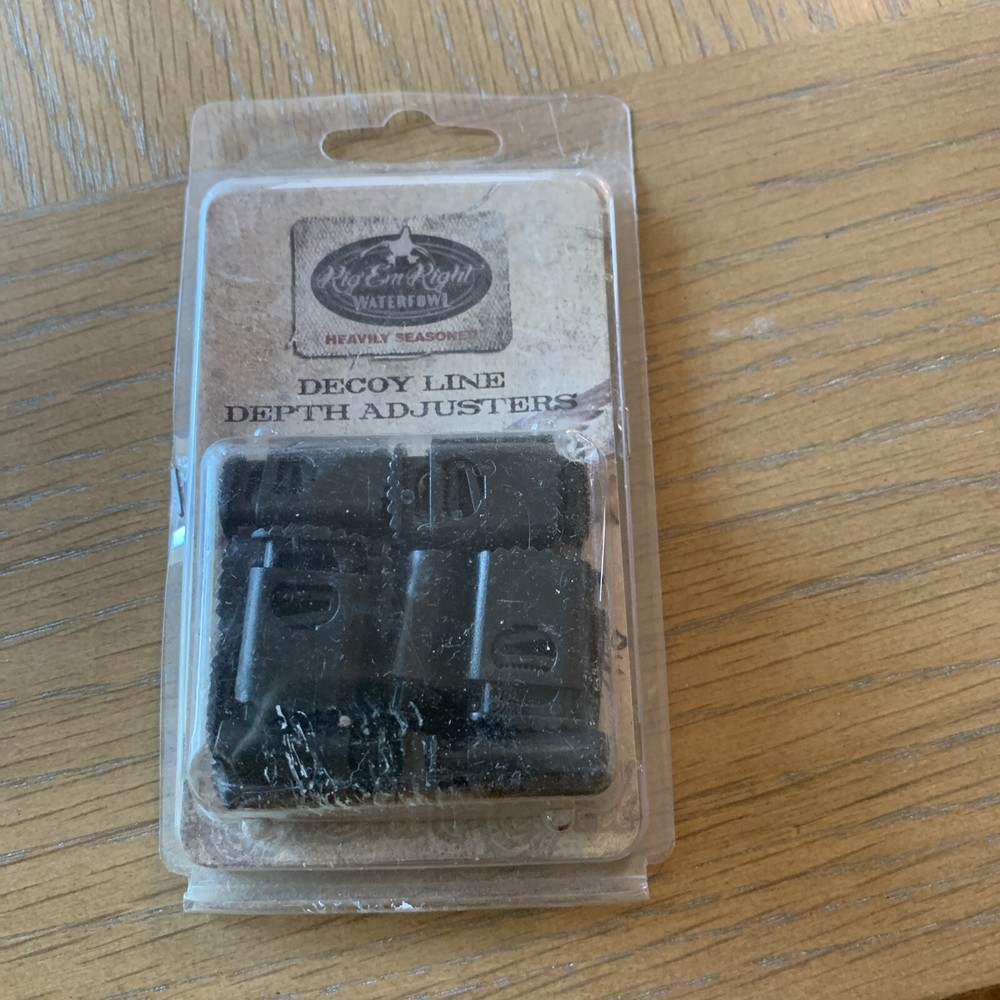 Rig'Em Right
WATERFOWL
HEAVILY SEASONED
DECOY LINE
DEPTH ADJUSTERS